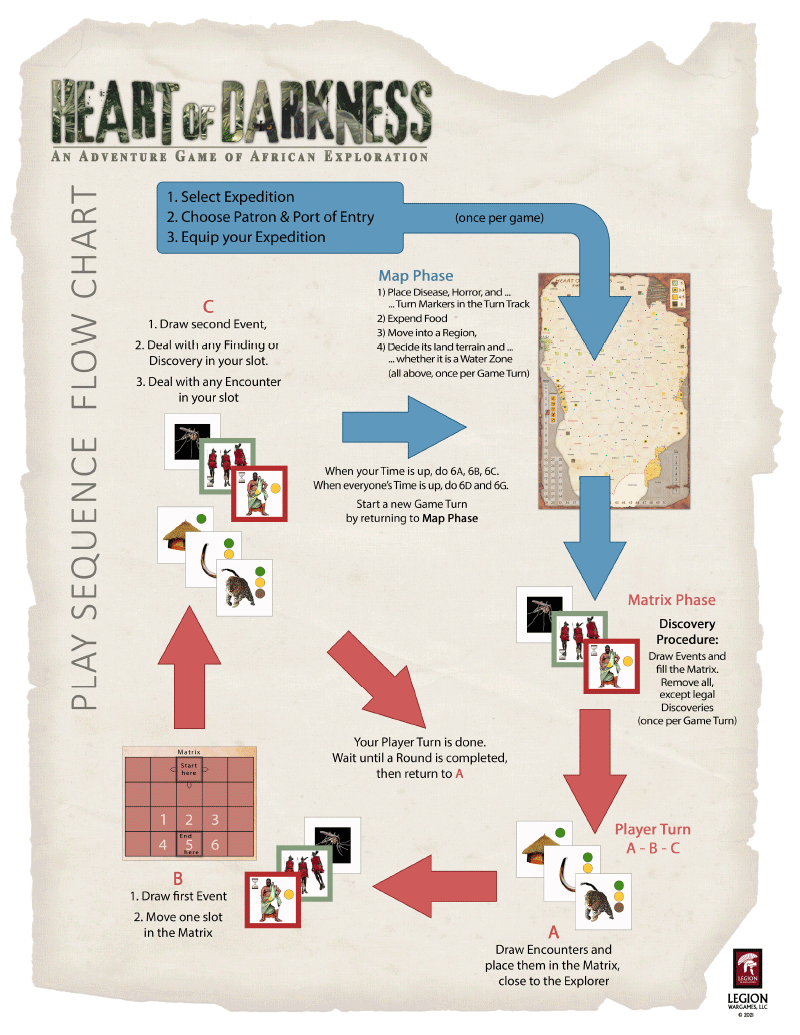 HEART OF DARKNESS
AN ADVENTURE GAME OF AFRICAN EXPLORATION
PLAY SEQUENCE FLOW CHART
1. Select Expedition
2. Choose Patron & Port of Entry
3. Equip your Expedition
(once per game)
Map Phase
1) Place Disease, Horror, and ...
... Turn Markers in the Turn Track
2) Expend Food
3) Move into a Region,
4) Decide its land terrain and ...
... whether it is a Water Zone
(all above, once per Game Turn)
HEART OF
C
1. Draw second Event,
2. Deal with any Finding or
Discovery in your slot.
3. Deal with any Encounter
in your slot
When your Time is up, do 6A, 6B, 6C.
When everyone's Time is up, do 6D and 6G.
Start a new Game Turn
by returning to Map Phase
Matrix Phase
Discovery
Procedure:
Draw Events and
fill the Matrix.
Remove all,
except legal
Discoveries
(once per Game Turn)
Your Player Turn is done.
Wait until a Round is completed,
then return to A
Matrix
Start
here
1 2 3
4 5 6
End
here
Player Turn
A - B - C
B
1. Draw first Event
2. Move one slot
in the Matrix
A
Draw Encounters and
place them in the Matrix,
close to the Explorer
LEGION
LEGION
WARGAMES, LLC
© 2021